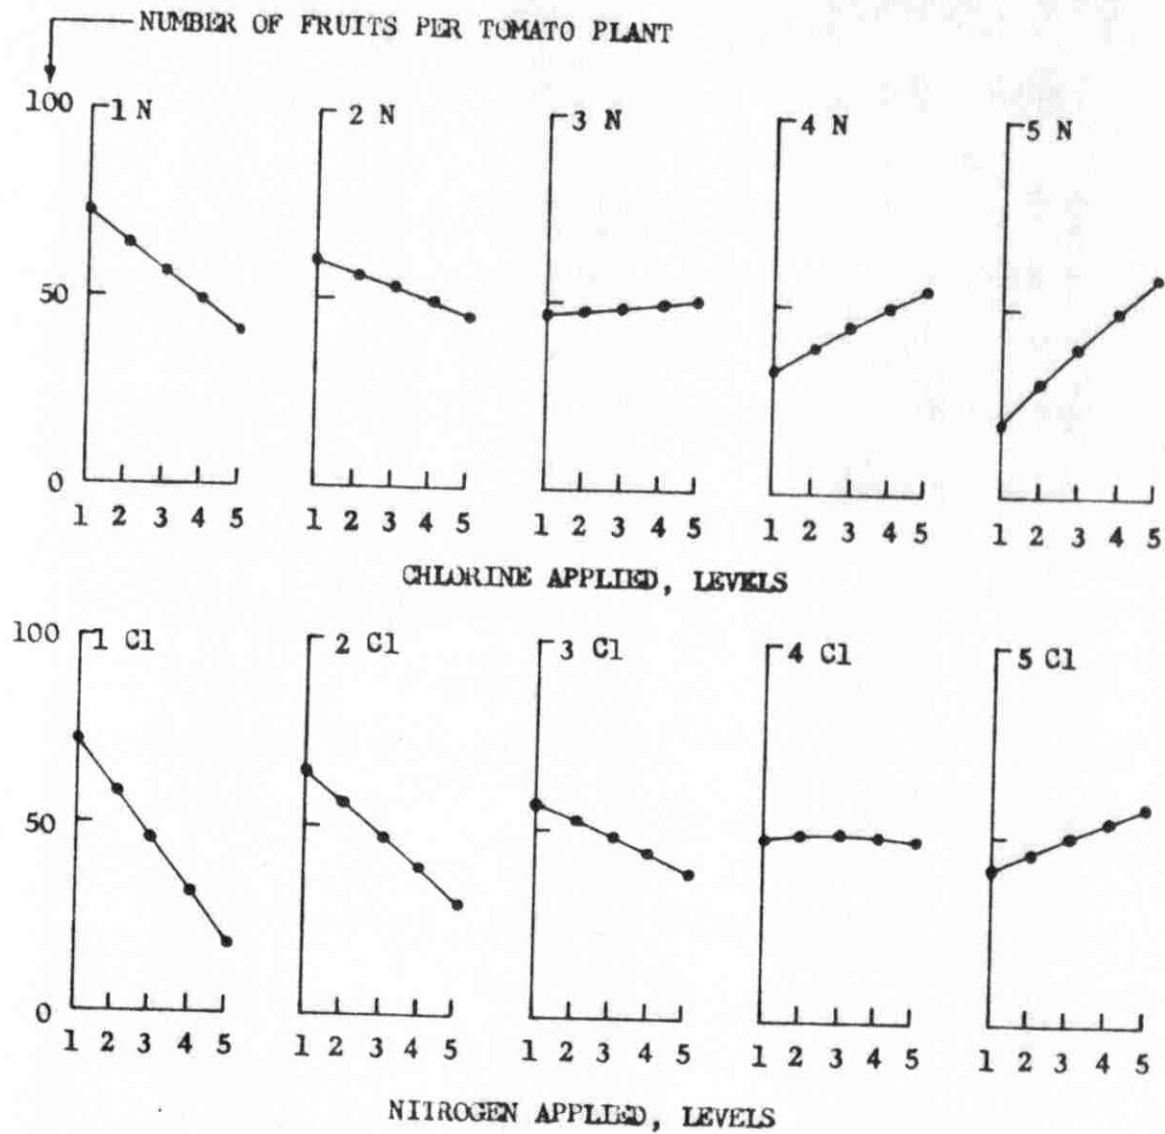 NUMBER OF FRUITS PER TOMATO PLANT
100 1 N 2 N 3 N 4 N 5 N
50
0
1 2 3 4 5 1 2 3 4 5 1 2 3 4 5 1 2 3 4 5 1 2 3 4 5
CHLORINE APPLIED, LEVELS
100 1 Cl 2 Cl 3 Cl 4 Cl 5 Cl
50
0
1 2 3 4 5 1 2 3 4 5 1 2 3 4 5 1 2 3 4 5 1 2 3 4 5
NITROGEN APPLIED, LEVELS